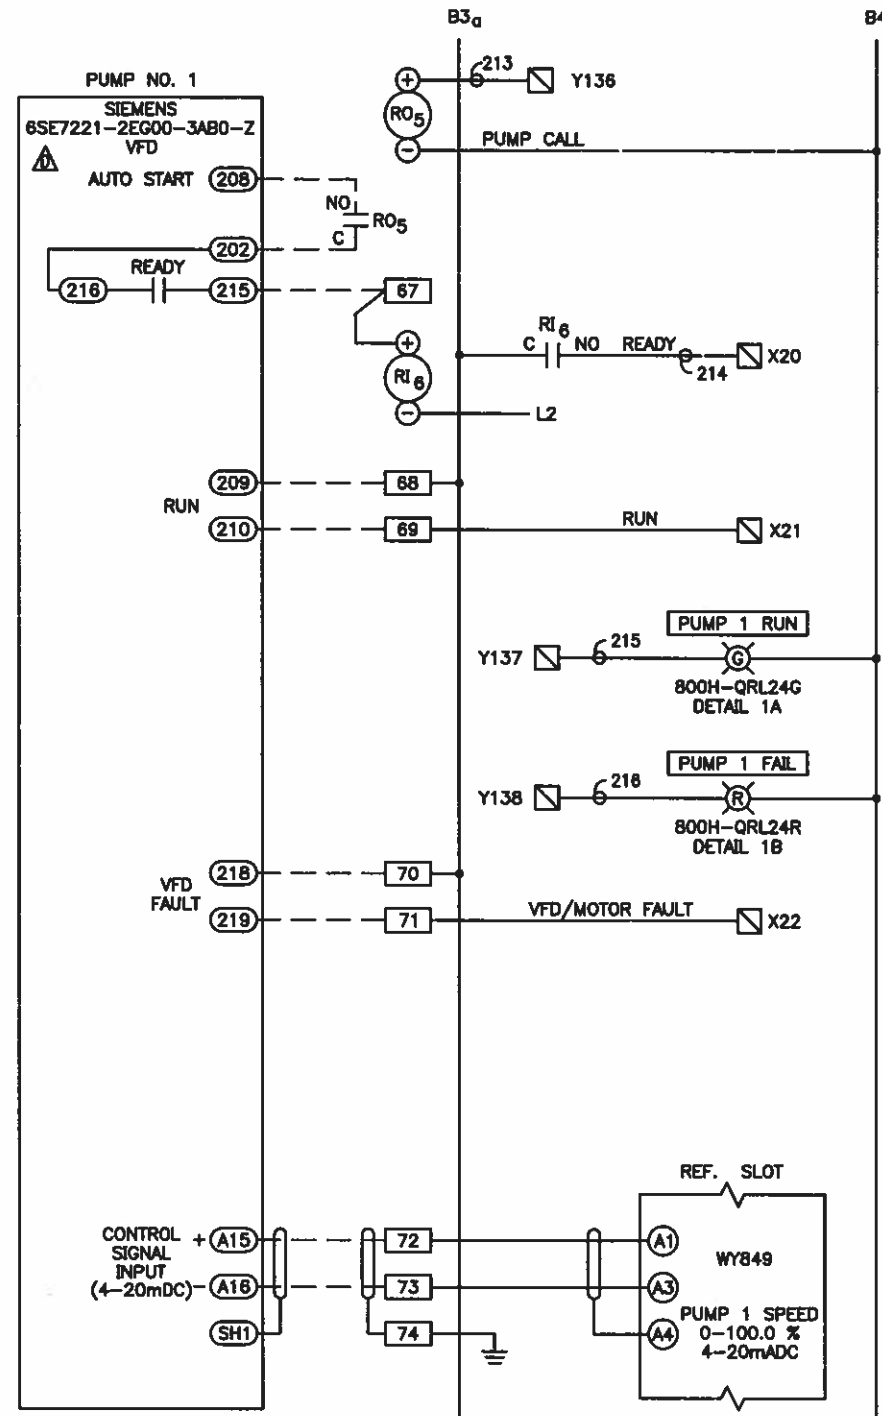 B3a
B4
213
PUMP NO. 1
Y136
SIEMENS
6SE7221-2EG00-3AB0-Z
VFD
+
RO5
PUMP CALL
-
D
AUTO START
208
NO
RO5
C
202
READY
216
215
67
RI6
C
NO
READY
+
X20
RI6
214
-
L2
209
68
RUN
RUN
210
69
X21
PUMP 1 RUN
215
Y137
G
800H-QRL24G
DETAIL 1A
PUMP 1 FAIL
216
Y138
R
800H-QRL24R
DETAIL 1B
218
70
VFD
FAULT
VFD/MOTOR FAULT
219
71
X22
REF. SLOT
CONTROL
+
A15
72
A1
SIGNAL
WY849
INPUT
(4-20mDC)
-
A16
73
A3
PUMP 1 SPEED
SH1
74
A4
0-100.0 %
4-20mADC